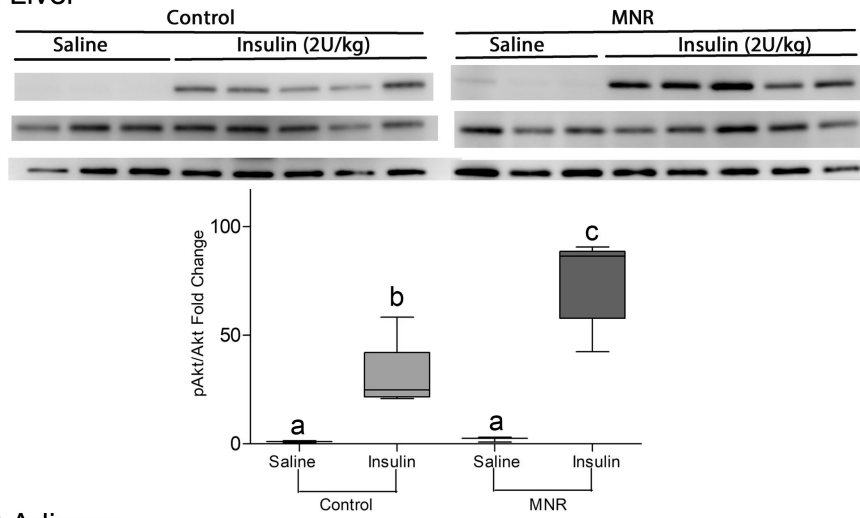 Control MNR
Saline Insulin (2U/kg) Saline Insulin (2U/kg)
pAkt/Akt Fold Change
100
50
0
a
b
a
c
Saline Insulin Saline Insulin
Control MNR